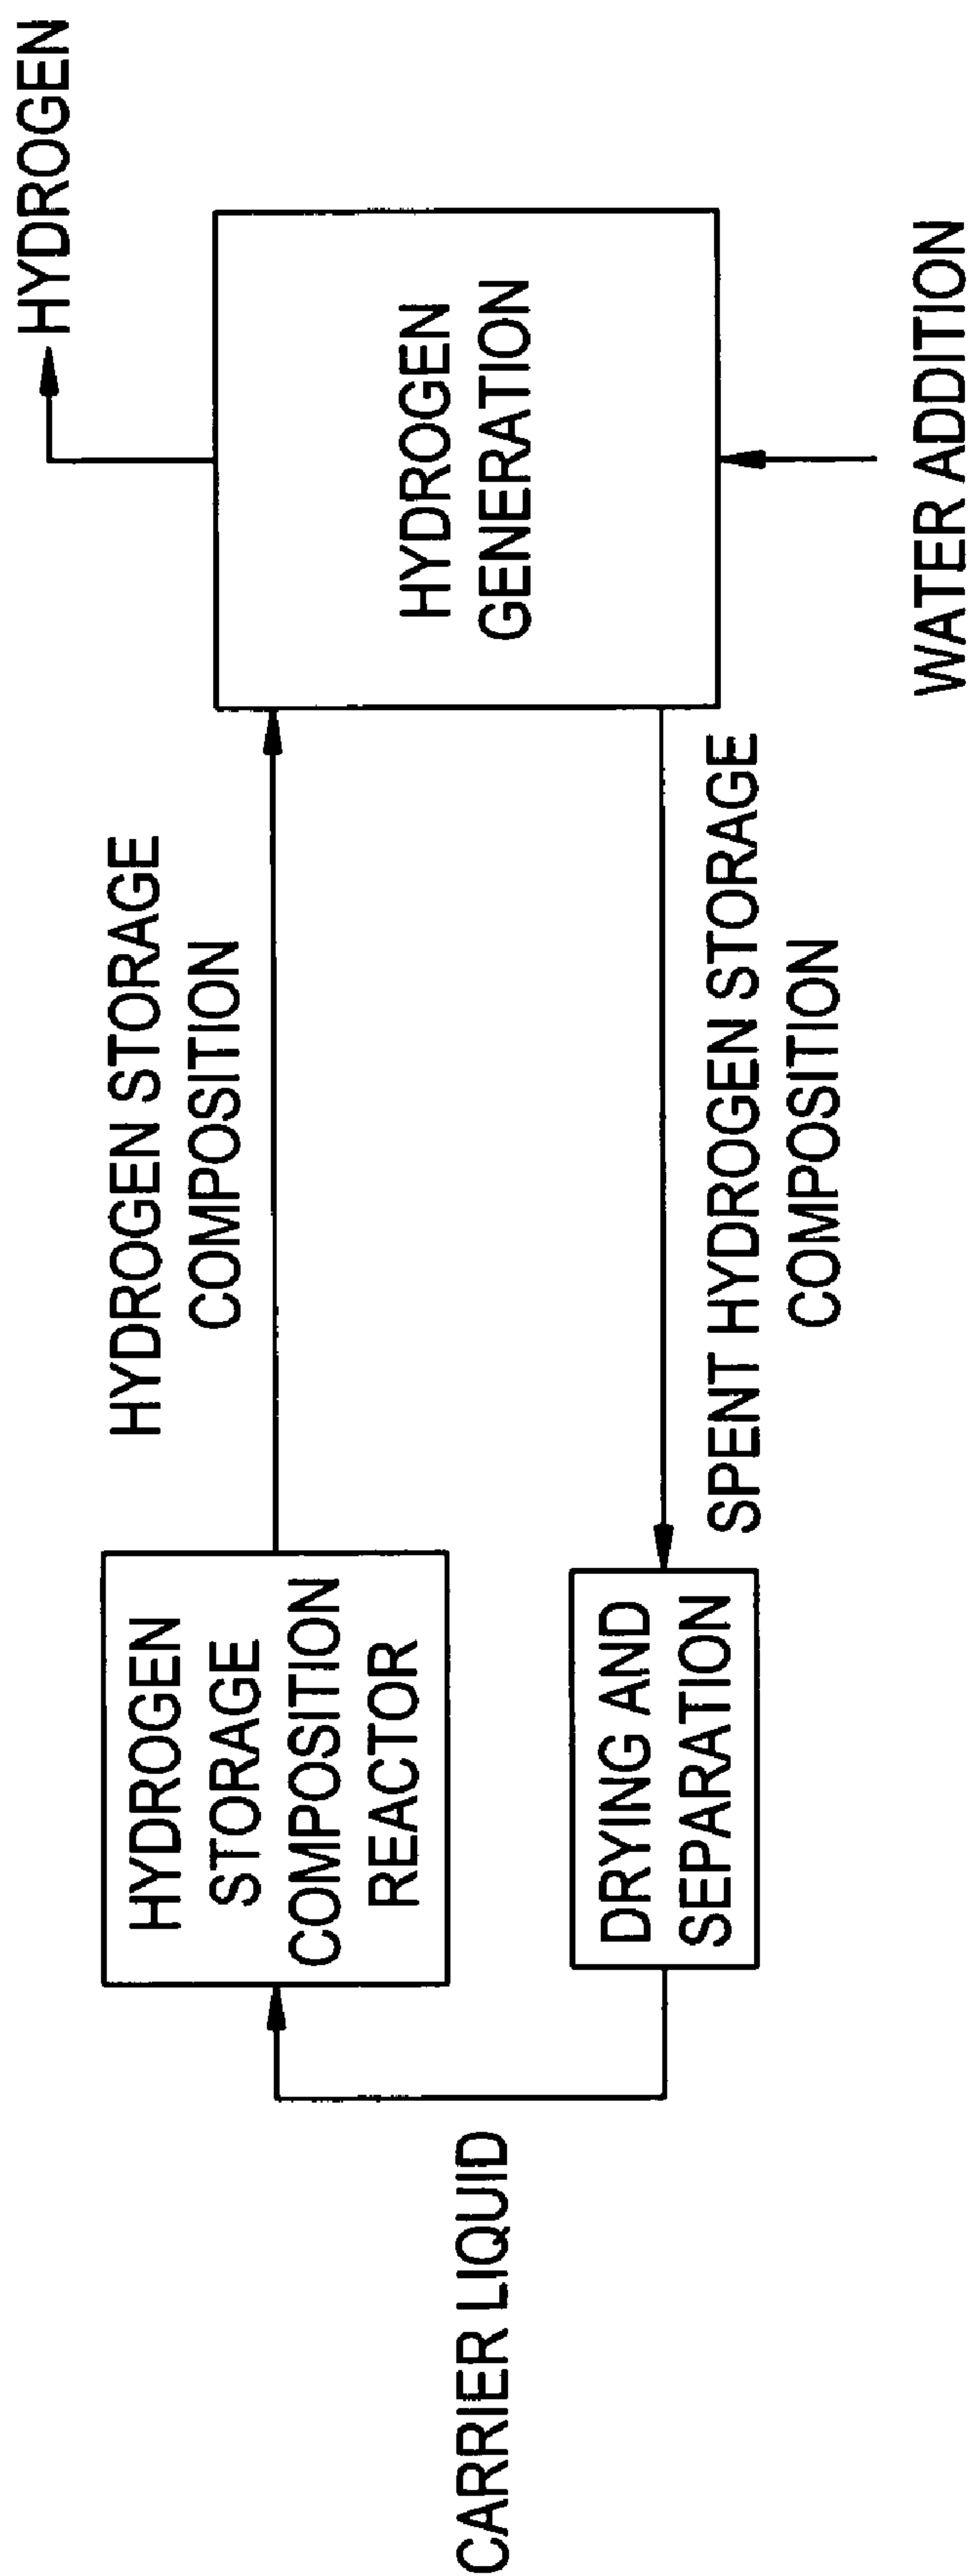 HYDROGEN
HYDROGEN STORAGE
COMPOSITION
HYDROGEN
GENERATION
HYDROGEN
STORAGE
COMPOSITION
REACTOR
CARRIER LIQUID
DRYING AND
SEPARATION
SPENT HYDROGEN STORAGE
COMPOSITION
WATER ADDITION